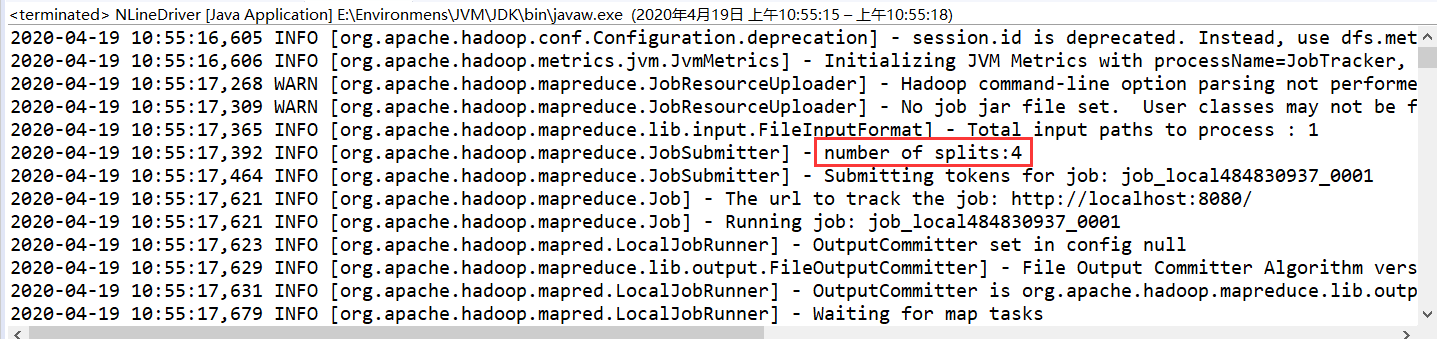 <terminated> NLineDriver [Java Application] E:\Environmens\JVM\JDK\bin\javaw.exe (2020年4月19日 上午10:55:15 – 上午10:55:18)
2020-04-19 10:55:16,605 INFO [org.apache.hadoop.conf.Configuration.deprecation] - session.id is deprecated. Instead, use dfs.met
2020-04-19 10:55:16,606 INFO [org.apache.hadoop.metrics.jvm.JvmMetrics] - Initializing JVM Metrics with processName=JobTracker,
2020-04-19 10:55:17,268 WARN [org.apache.hadoop.mapreduce.JobResourceUploader] - Hadoop command-line option parsing not performe
2020-04-19 10:55:17,309 WARN [org.apache.hadoop.mapreduce.JobResourceUploader] - No job jar file set.  User classes may not be f
2020-04-19 10:55:17,365 INFO [org.apache.hadoop.mapreduce.lib.input.FileInputFormat] - Total input paths to process : 1
2020-04-19 10:55:17,392 INFO [org.apache.hadoop.mapreduce.JobSubmitter] - number of splits:4
2020-04-19 10:55:17,464 INFO [org.apache.hadoop.mapreduce.JobSubmitter] - Submitting tokens for job: job_local484830937_0001
2020-04-19 10:55:17,621 INFO [org.apache.hadoop.mapreduce.Job] - The url to track the job: http://localhost:8080/
2020-04-19 10:55:17,621 INFO [org.apache.hadoop.mapreduce.Job] - Running job: job_local484830937_0001
2020-04-19 10:55:17,623 INFO [org.apache.hadoop.mapred.LocalJobRunner] - OutputCommitter set in config null
2020-04-19 10:55:17,629 INFO [org.apache.hadoop.mapreduce.lib.output.FileOutputCommitter] - File Output Committer Algorithm vers
2020-04-19 10:55:17,631 INFO [org.apache.hadoop.mapred.LocalJobRunner] - OutputCommitter is org.apache.hadoop.mapreduce.lib.outp
2020-04-19 10:55:17,679 INFO [org.apache.hadoop.mapred.LocalJobRunner] - Waiting for map tasks